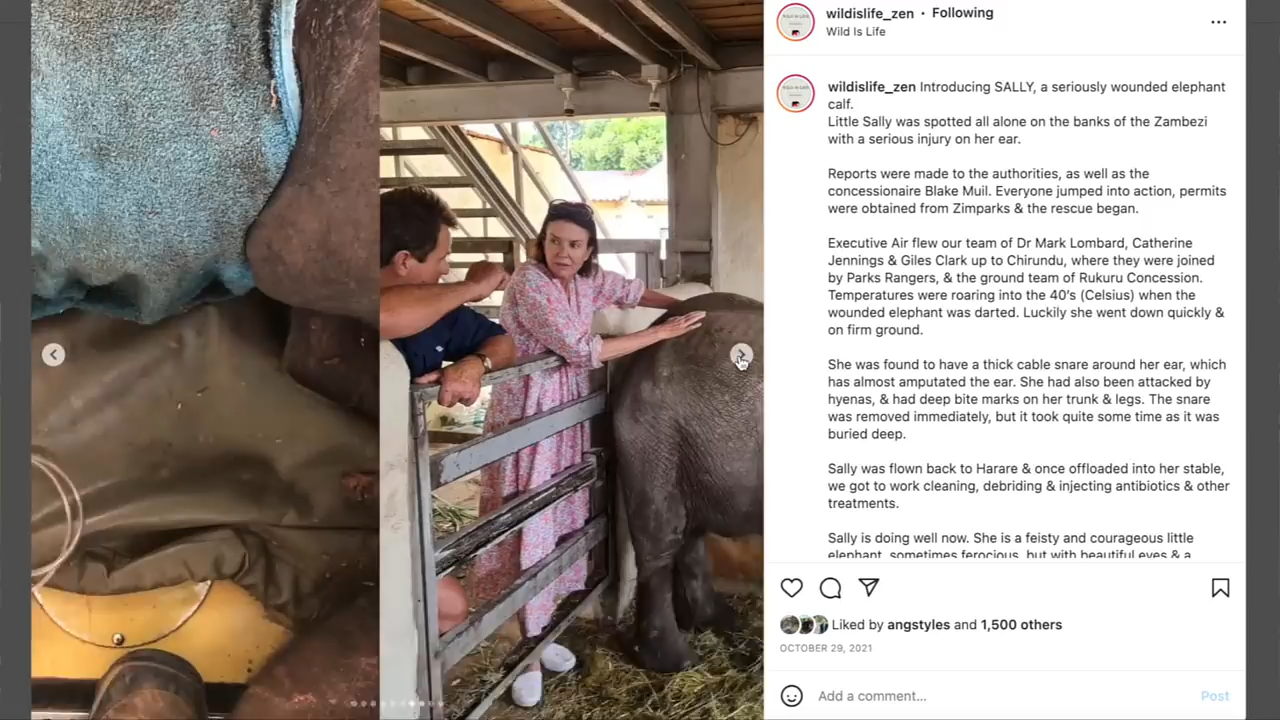 wildislife_zen • Following
Wild Is Life
wildislife_zen Introducing SALLY, a seriously wounded elephant
calf.
Little Sally was spotted all alone on the banks of the Zambezi
with a serious injury on her ear.
Reports were made to the authorities, as well as the
concessionaire Blake Muil. Everyone jumped into action, permits
were obtained from Zimparks & the rescue began.
Executive Air flew our team of Dr Mark Lombard, Catherine
Jennings & Giles Clark up to Chirundu, where they were joined
by Parks Rangers, & the ground team of Rukuru Concession.
Temperatures were roaring into the 40's (Celsius) when the
wounded elephant was darted. Luckily she went down quickly &
on firm ground.
She was found to have a thick cable snare around her ear, which
has almost amputated the ear. She had also been attacked by
hyenas, & had deep bite marks on her trunk & legs. The snare
was removed immediately, but it took quite some time as it was
buried deep.
Sally was flown back to Harare & once offloaded into her stable,
we got to work cleaning, debriding & injecting antibiotics & other
treatments.
Sally is doing well now. She is a feisty and courageous little
elephant, sometimes ferocious, but with beautiful eyes & a
Liked by angstyles and 1,500 others
OCTOBER 29, 2021
Add a comment...
Post